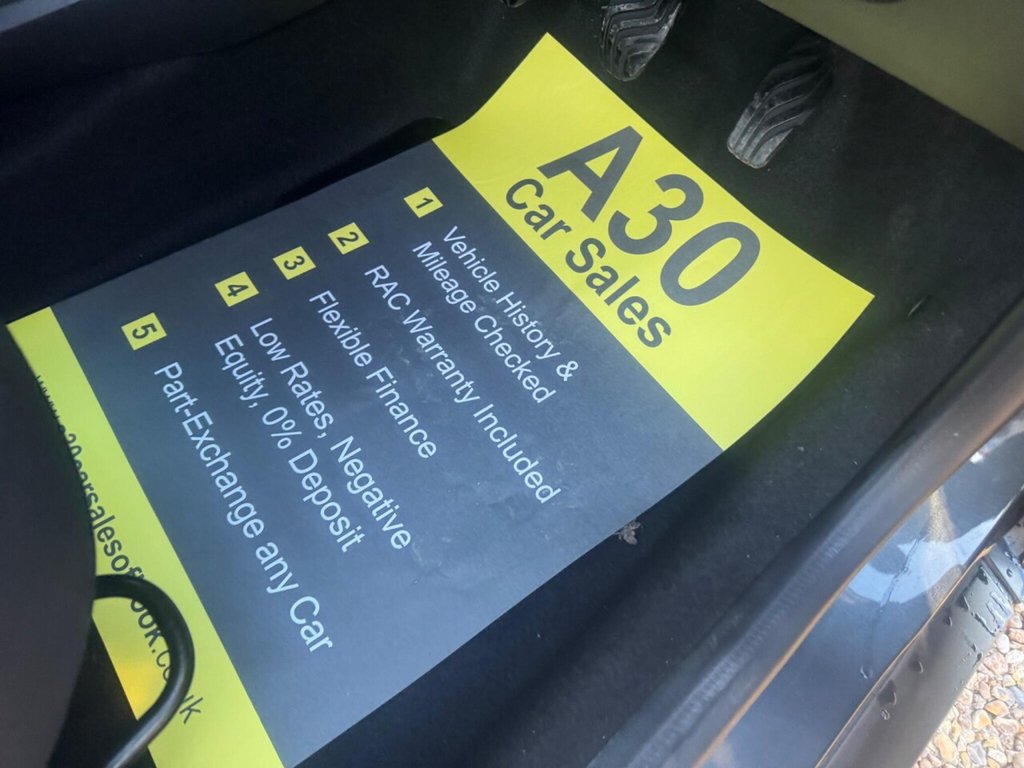 A30
Car Sales
1 Vehicle History &
Mileage Checked
2 RAC Warranty Included
3 Flexible Finance
4 Low Rates, Negative
Equity, 0% Deposit
5 Part-Exchange any Car